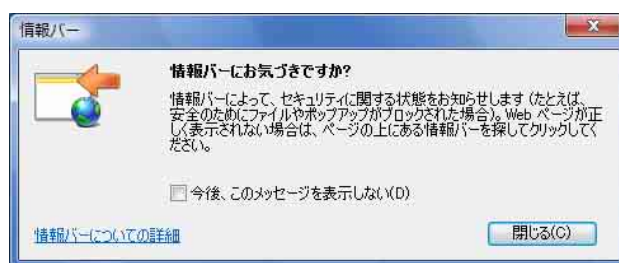 情報バー
情報バーにお気づきですか?
情報バーによって、セキュリティに関する状態をお知らせします (たとえば、
安全のためにファイルやポップアップがブロックされた場合)。Web ページが正
しく表示されない場合は、ページの上にある情報バーを探してクリックしてく
ださい。
今後、このメッセージを表示しない(D)
情報バーについての詳細
閉じる(C)